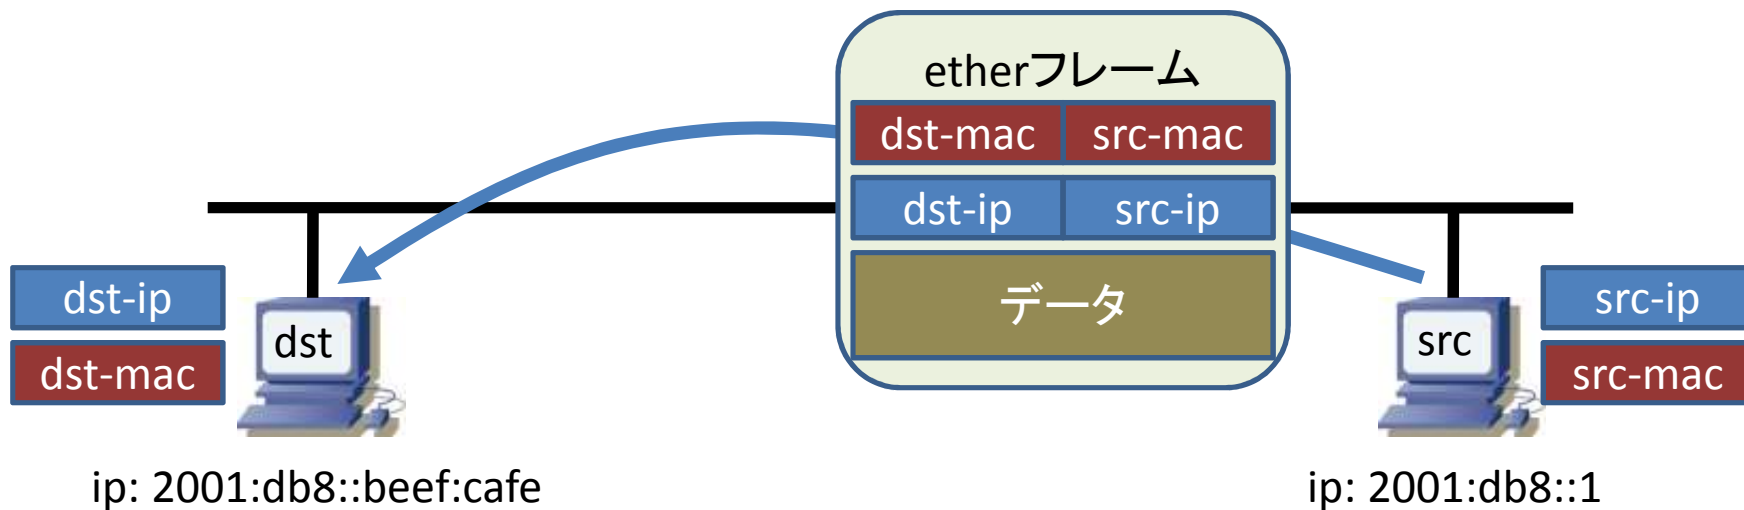 etherフレーム
dst-mac src-mac
dst-ip src-ip
データ
dst-ip
dst-mac
dst
src
src-ip
src-mac
ip: 2001:db8::beef:cafe
ip: 2001:db8::1